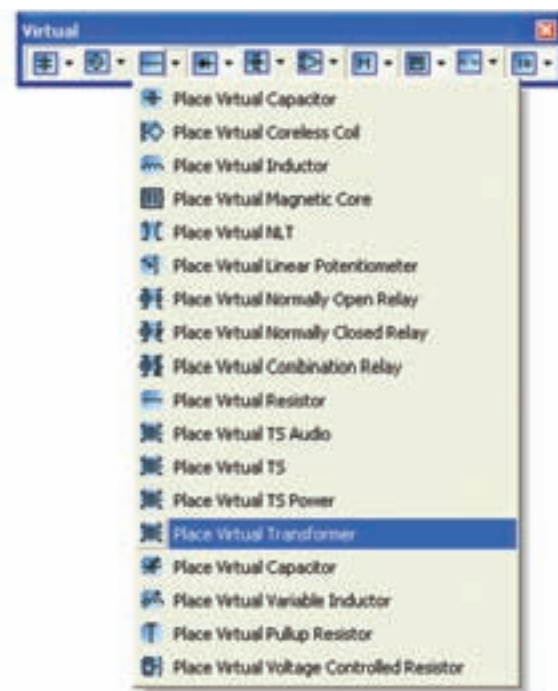 Virtual
Place Virtual Capacitor
Place Virtual Coreless Coil
Place Virtual Inductor
Place Virtual Magnetic Core
Place Virtual NLT
Place Virtual Linear Potentiometer
Place Virtual Normally Open Relay
Place Virtual Normally Closed Relay
Place Virtual Combination Relay
Place Virtual Resistor
Place Virtual TS Audio
Place Virtual TS
Place Virtual TS Power
Place Virtual Transformer
Place Virtual Capacitor
Place Virtual Variable Inductor
Place Virtual Pullup Resistor
Place Virtual Voltage Controlled Resistor